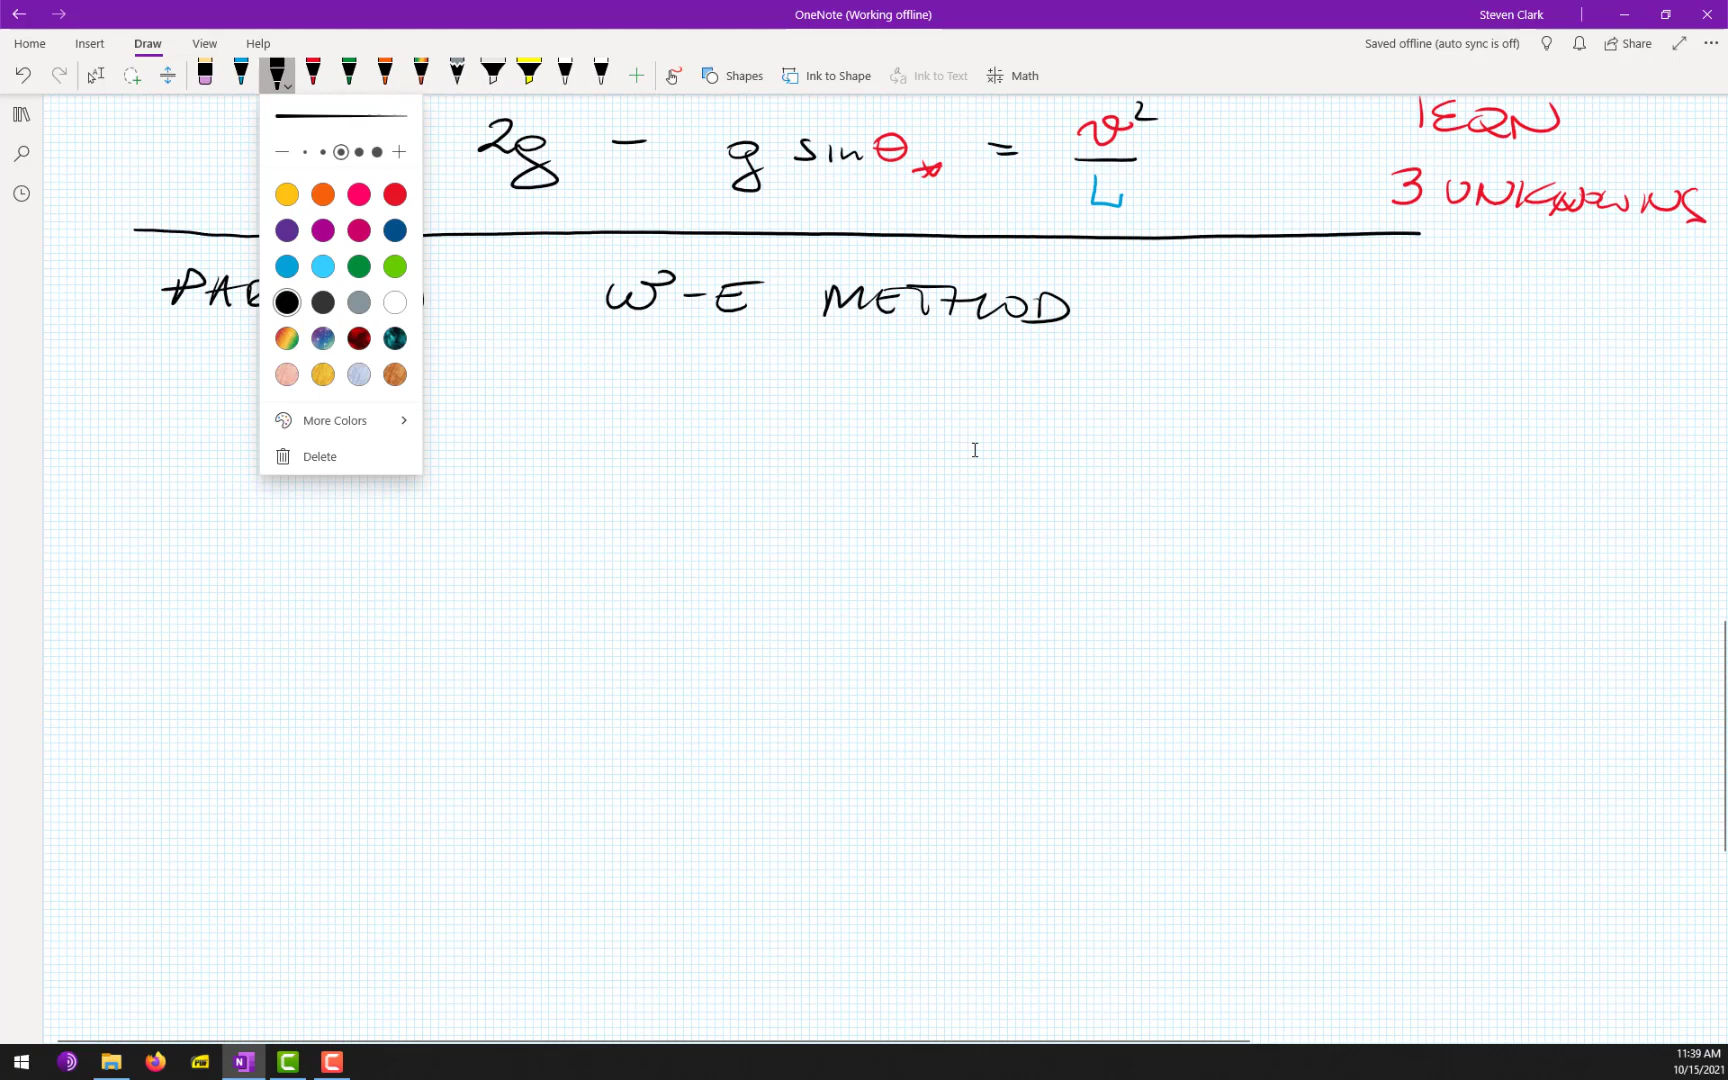 OneNote (Working offline)
Steven Clark
Home Insert Draw View Help
Saved offline (auto sync is off)
Share
Shapes
Ink to Shape
Ink to Text
Math
2g - g sin θ* = v²/L
1EQN
3 UNKNOWNS
W³-E METHOD
More Colors
Delete
11:39 AM
10/15/2021